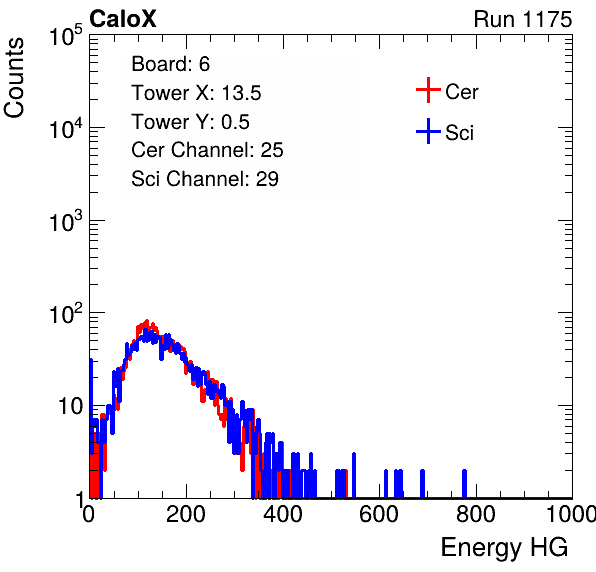 CaloX Run 1175
Counts
Board: 6
Tower X: 13.5
Tower Y: 0.5
Cer Channel: 25
Sci Channel: 29
Cer
Sci
10^5
10^4
10^3
10^2
10
1
0 200 400 600 800 1000
Energy HG